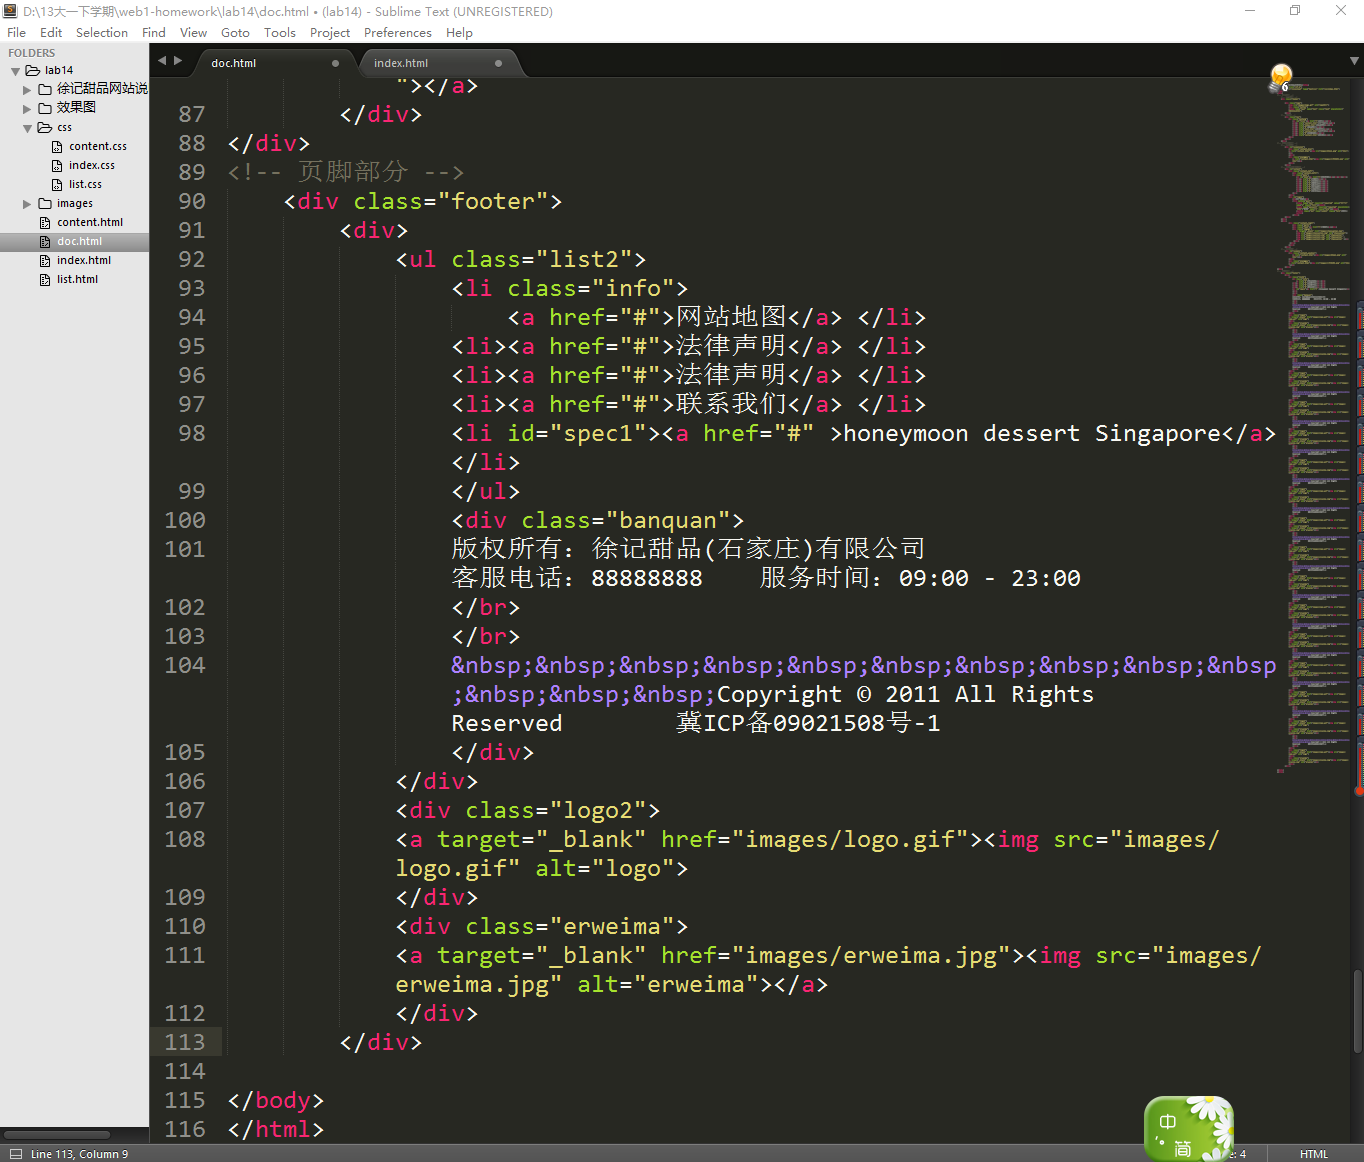 D:\13大一下学期\web1-homework\lab14\doc.html • (lab14) - Sublime Text (UNREGISTERED)
File Edit Selection Find View Goto Tools Project Preferences Help
FOLDERS
lab14
徐记甜品网站说
效果图
css
content.css
index.css
list.css
images
content.html
doc.html
index.html
list.html
doc.html
index.html
6
"></a>
87 </div>
88 </div>
89 <!-- 页脚部分 -->
90 <div class="footer">
91 <div>
92 <ul class="list2">
93 <li class="info">
94 <a href="#">网站地图</a> </li>
95 <li><a href="#">法律声明</a> </li>
96 <li><a href="#">法律声明</a> </li>
97 <li><a href="#">联系我们</a> </li>
98 <li id="spec1"><a href="#" >honeymoon dessert Singapore</a>
</li>
99 </ul>
100 <div class="banquan">
101 版权所有：徐记甜品(石家庄)有限公司
客服电话：88888888 服务时间：09:00 - 23:00
102 </br>
103 </br>
104 &nbsp;&nbsp;&nbsp;&nbsp;&nbsp;&nbsp;&nbsp;&nbsp;&nbsp;&nbsp
;&nbsp;&nbsp;&nbsp;Copyright © 2011 All Rights
Reserved 冀ICP备09021508号-1
105 </div>
106 </div>
107 <div class="logo2">
108 <a target="_blank" href="images/logo.gif"><img src="images/
logo.gif" alt="logo">
109 </div>
110 <div class="erweima">
111 <a target="_blank" href="images/erweima.jpg"><img src="images/
erweima.jpg" alt="erweima"></a>
112 </div>
113 </div>
114
115 </body>
116 </html>
中
简
Line 113, Column 9
: 4
HTML